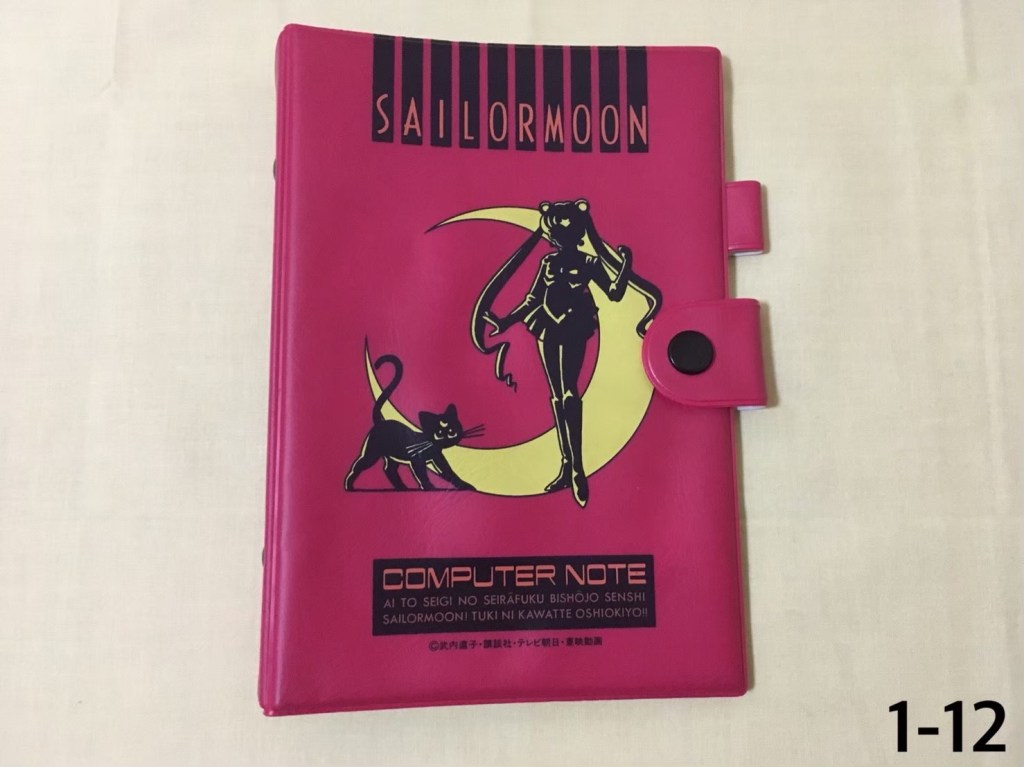 SAILORMOON
COMPUTER NOTE
AI TO SEIGI NO SEIRĀFUKU BISHŌJO SENSHI
SAILORMOON! TUKI NI KAWATTE OSHIOKIYO!!
©武内直子・講談社・テレビ朝日・東映動画
1-12